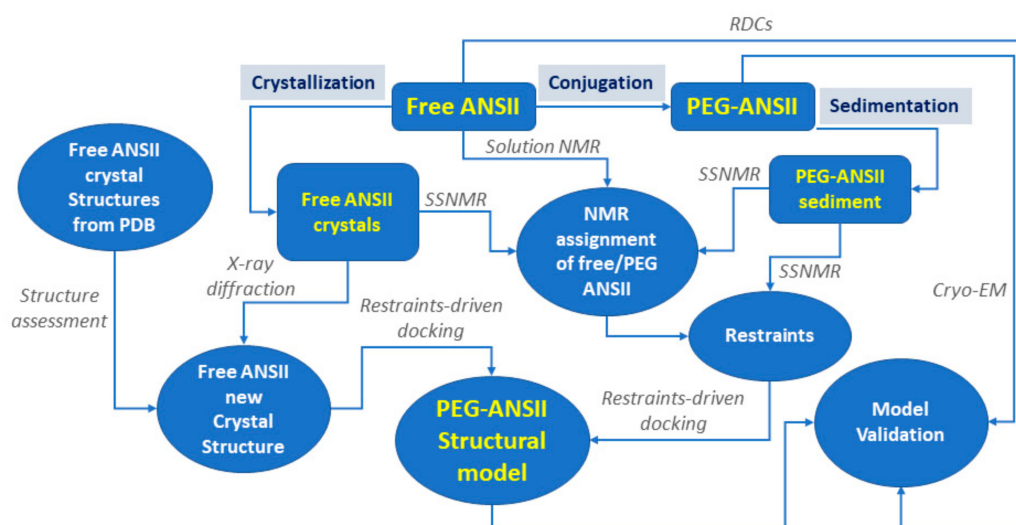 RDCs
Crystallization
Free ANSII
Conjugation
PEG-ANSII
Sedimentation
Free ANSII
crystal
Structures
from PDB
Solution NMR
Free ANSII
crystals
SSNMR
NMR
assignment
of free/PEG
ANSII
SSNMR
PEG-ANSII
sediment
X-ray
diffraction
SSNMR
Structure
assessment
Restraints-driven
docking
Cryo-EM
Restraints
Free ANSII
new
Crystal
Structure
PEG-ANSII
Structural
model
Restraints-driven
docking
Model
Validation